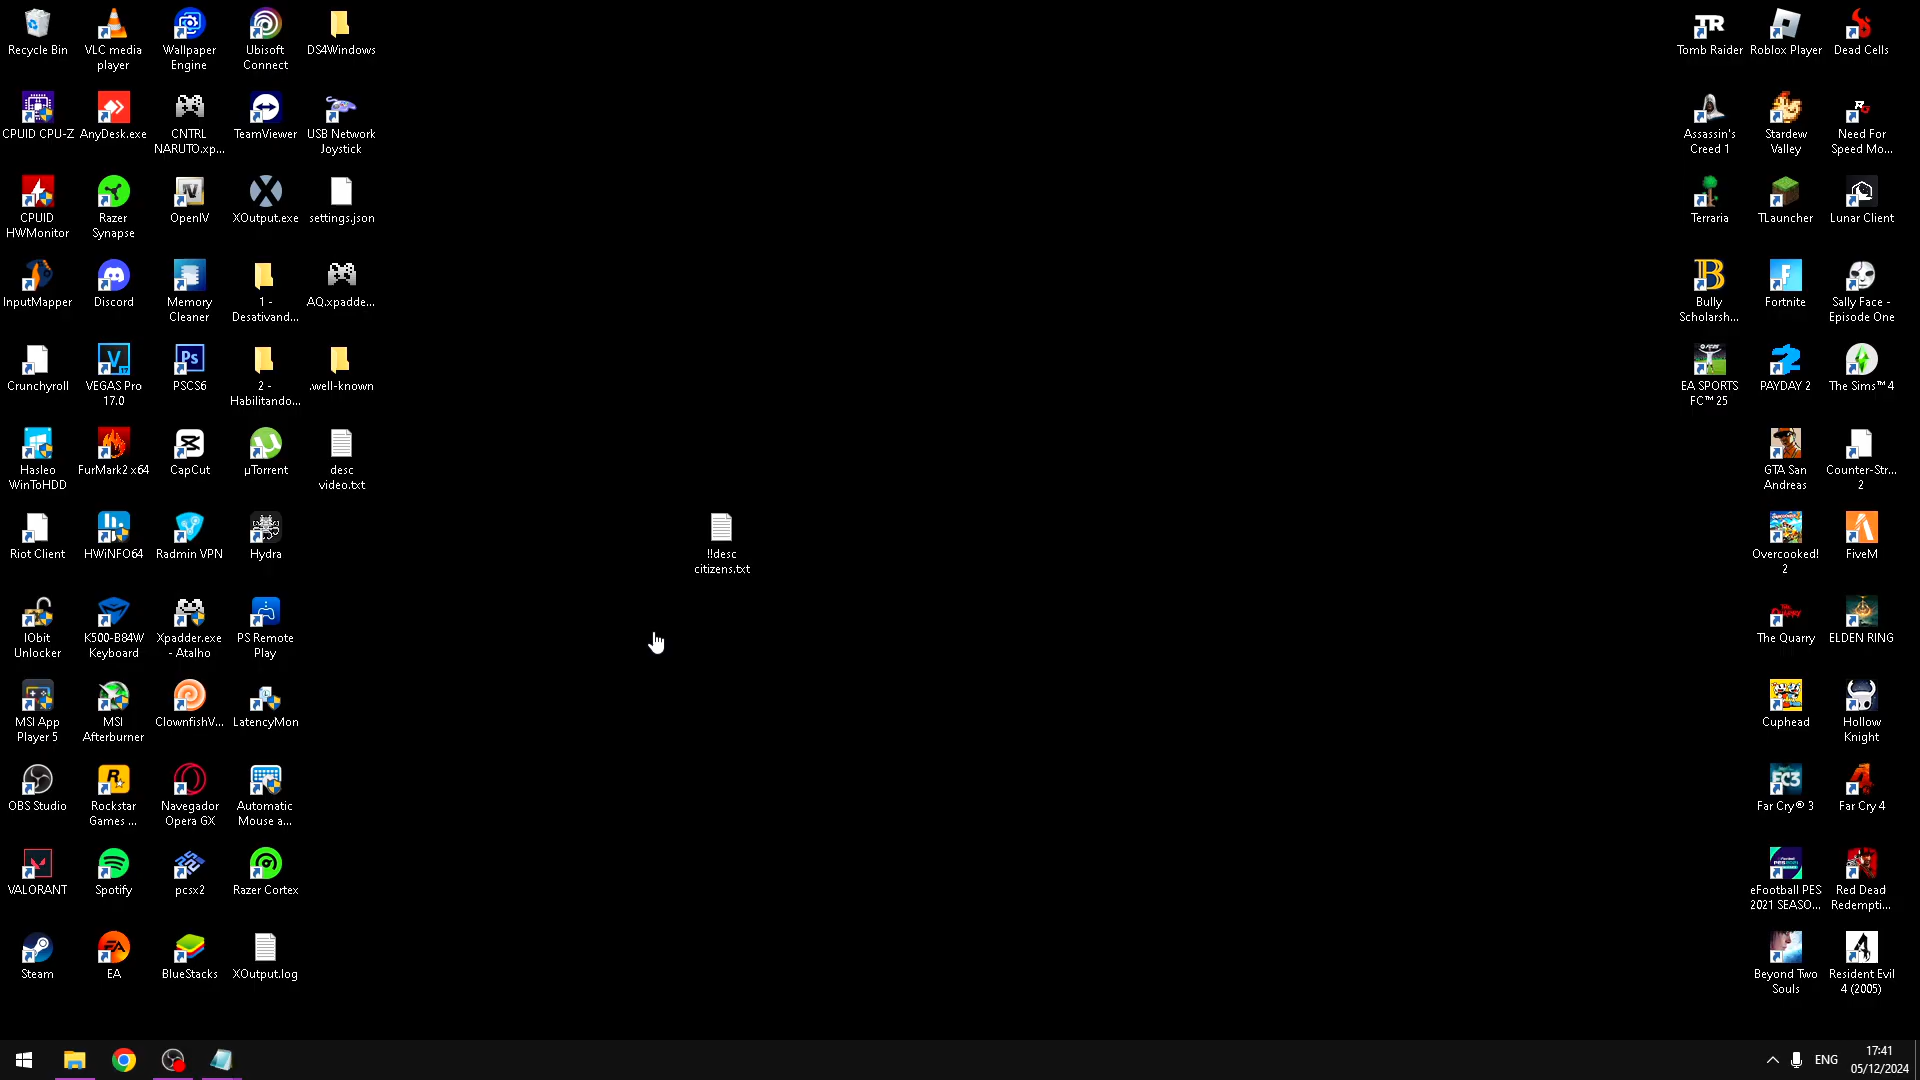 Recycle Bin
VLC media
player
Wallpaper
Engine
Ubisoft
Connect
DS4Windows
CPUID CPU-Z
AnyDesk.exe
CNTRL
NARUTO.xp...
TeamViewer
USB Network
Joystick
CPUID
HWMonitor
Razer
Synapse
OpenIV
XOutput.exe
settings.json
InputMapper
Discord
Memory
Cleaner
1 -
Desativand...
AQ.xpadde...
Crunchyroll
VEGAS Pro
17.0
PSCS6
2 -
Habilitando...
.well-known
Hasleo
WinToHDD
FurMark2 x64
CapCut
µTorrent
desc
video.txt
Riot Client
HWiNFO64
Radmin VPN
Hydra
IObit
Unlocker
K500-B84W
Keyboard
Xpadder.exe
- Atalho
PS Remote
Play
MSI App
Player 5
MSI
Afterburner
ClownfishV...
LatencyMon
OBS Studio
Rockstar
Games ...
Navegador
Opera GX
Automatic
Mouse a...
VALORANT
Spotify
pcsx2
Razer Cortex
Steam
EA
BlueStacks
XOutput.log
!!desc
citizens.txt
Tomb Raider
Roblox Player
Dead Cells
Assassin's
Creed 1
Stardew
Valley
Need For
Speed Mo...
Terraria
TLauncher
Lunar Client
Bully
Scholarsh...
Fortnite
Sally Face -
Episode One
EA SPORTS
FC™ 25
PAYDAY 2
The Sims™ 4
GTA San
Andreas
Counter-Str...
2
Overcooked!
2
FiveM
The Quarry
ELDEN RING
Cuphead
Hollow
Knight
Far Cry® 3
Far Cry 4
eFootball PES
2021 SEASO...
Red Dead
Redempti...
Beyond Two
Souls
Resident Evil
4 (2005)
ENG
17:41
05/12/2024